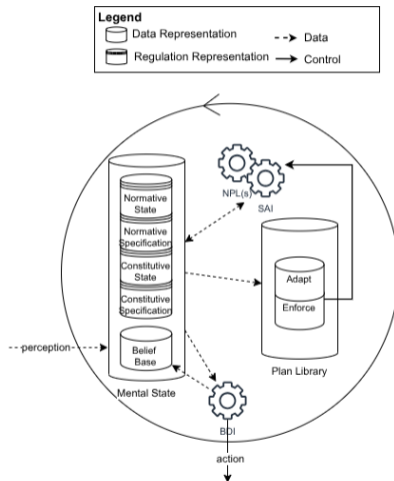 Legend
Data Representation
Data
Regulation Representation
Control
NPL(s)
SAI
Normative
State
Normative
Specification
Constitutive
State
Constitutive
Specification
Adapt
Enforce
perception
Belief
Base
Plan Library
Mental State
BDI
action